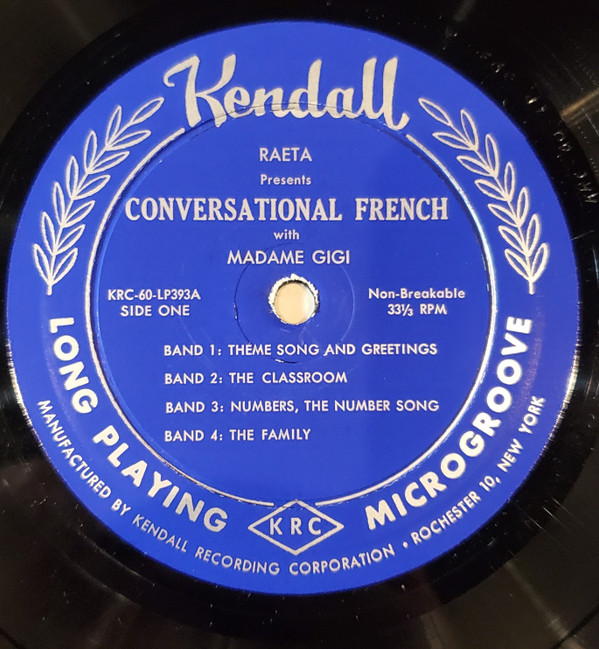 Kendall
RAETA
Presents
CONVERSATIONAL FRENCH
with
MADAME GIGI
KRC-60-LP393A
SIDE ONE
Non-Breakable
33⅓ RPM
BAND 1: THEME SONG AND GREETINGS
BAND 2: THE CLASSROOM
BAND 3: NUMBERS, THE NUMBER SONG
BAND 4: THE FAMILY
LONG PLAYING MICROGROOVE
KRC
MANUFACTURED BY KENDALL RECORDING CORPORATION • ROCHESTER 10, NEW YORK